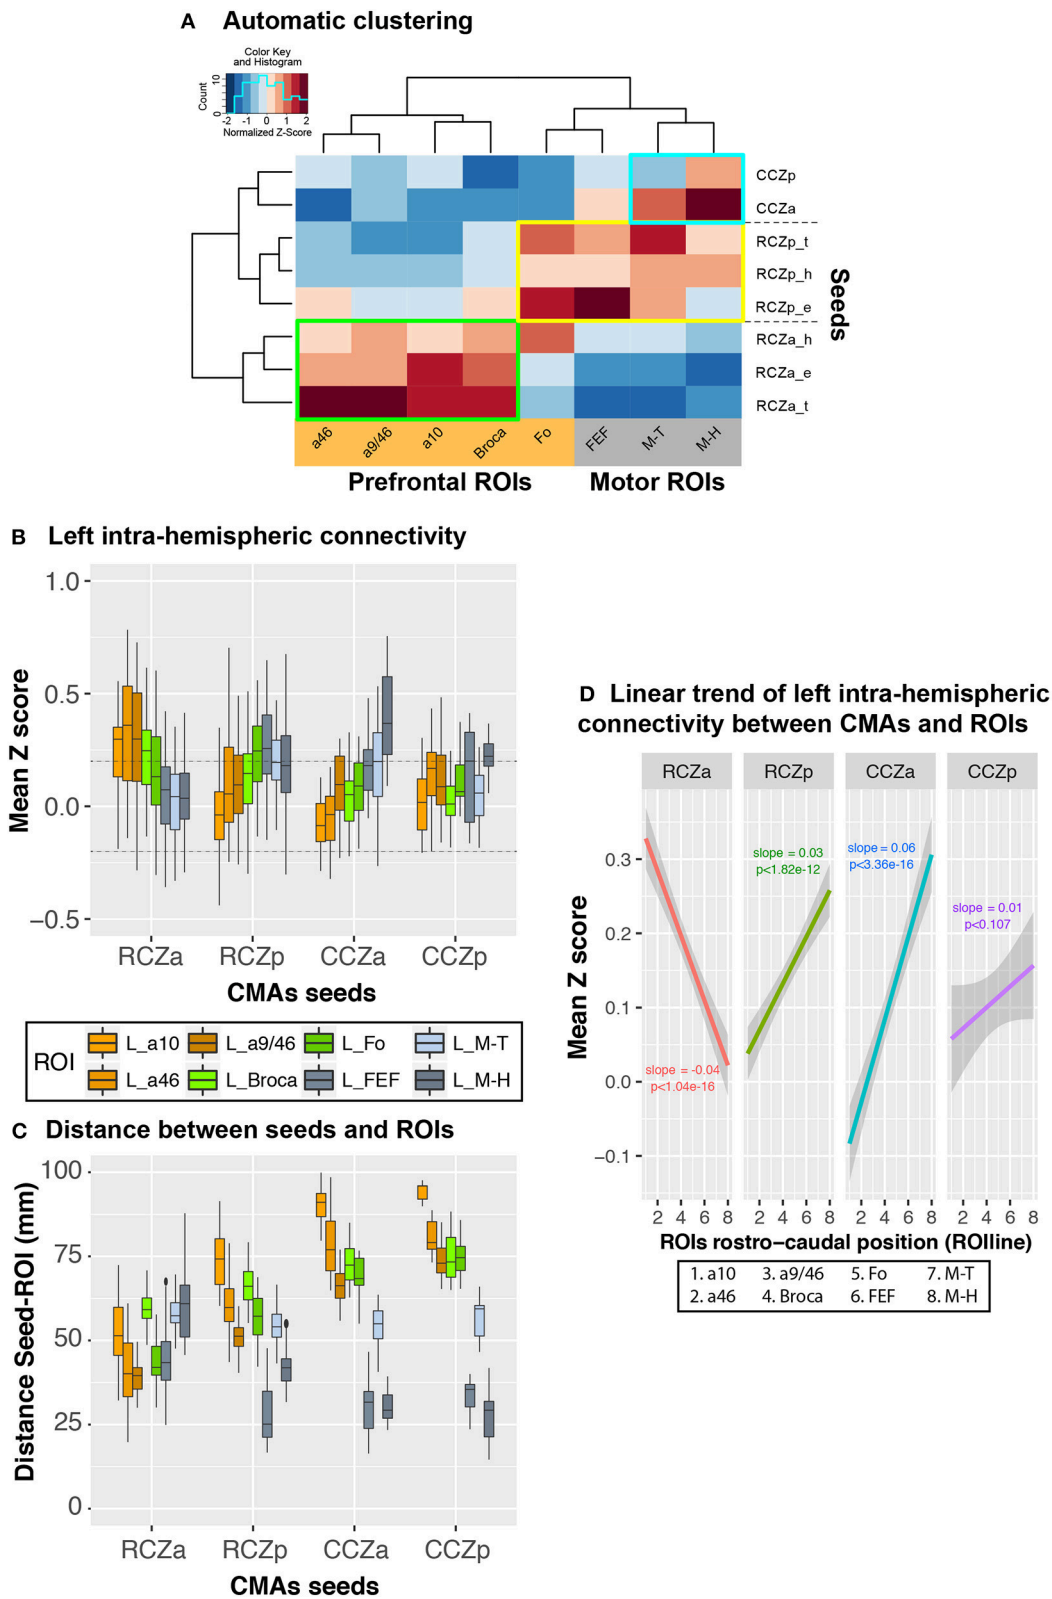 A Automatic clustering
Color Key
and Histogram
Count
0
10
-2 -1 0 1 2
Normalized Z-Score
CCZp
CCZa
RCZp_t
RCZp_h
RCZp_e
RCZa_h
RCZa_e
RCZa_t
Seeds
a46 a9/46 a10 Broca Fo FEF M-T M-H
Prefrontal ROIs Motor ROIs
B Left intra-hemispheric connectivity
Mean Z score
1.0
0.5
0.0
−0.5
RCZa RCZp CCZa CCZp
CMAs seeds
ROI
L_a10 L_a9/46 L_Fo L_M-T
L_a46 L_Broca L_FEF L_M-H
C Distance between seeds and ROIs
Distance Seed-ROI (mm)
100
75
50
25
0
RCZa RCZp CCZa CCZp
CMAs seeds
D Linear trend of left intra-hemispheric
connectivity between CMAs and ROIs
RCZa RCZp CCZa CCZp
Mean Z score
0.3
0.2
0.1
0.0
−0.1
slope = -0.04
p<1.04e-16
slope = 0.03
p<1.82e-12
slope = 0.06
p<3.36e-16
slope = 0.01
p<0.107
2 4 6 8 2 4 6 8 2 4 6 8 2 4 6 8
ROIs rostro−caudal position (ROIline)
1. a10 3. a9/46 5. Fo 7. M-T
2. a46 4. Broca 6. FEF 8. M-H